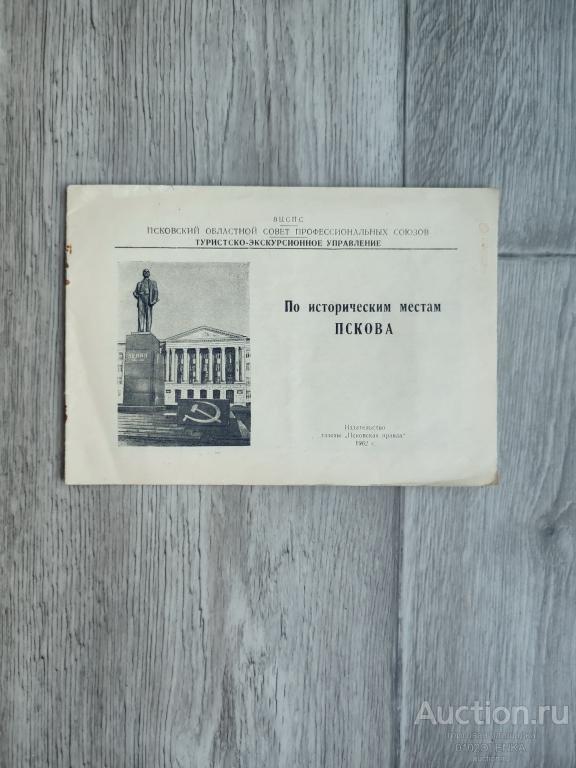 ВЦСПС
ПСКОВСКИЙ ОБЛАСТНОЙ СОВЕТ ПРОФЕССИОНАЛЬНЫХ СОЮЗОВ
ТУРИСТСКО-ЭКСКУРСИОННОЕ УПРАВЛЕНИЕ
По историческим местам
ПСКОВА
ЛЕНИН
Издательство
газеты „Псковская правда“
1962 г.
Auction.ru